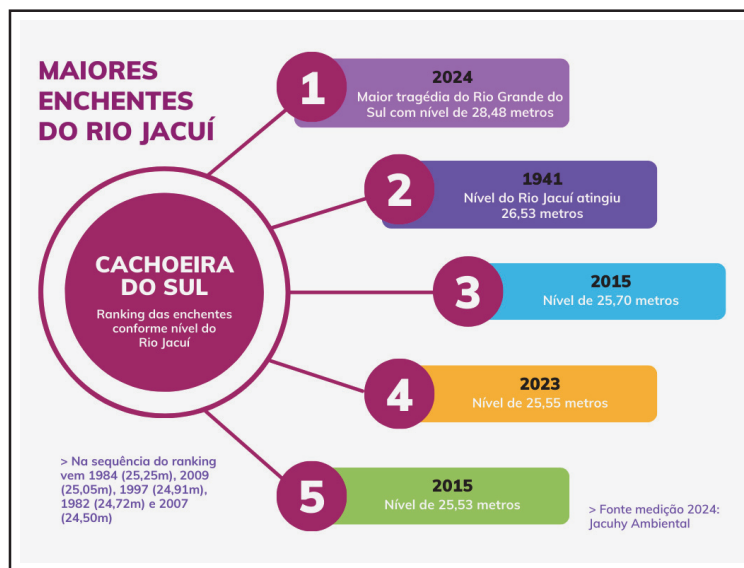 MAIORES
ENCHENTES
DO RIO JACUÍ
1
2024
Maior tragédia do Rio Grande do
Sul com nível de 28,48 metros
2
1941
Nível do Rio Jacuí atingiu
26,53 metros
CACHOEIRA
DO SUL
Ranking das enchentes
conforme nível do
Rio Jacuí
3
2015
Nível de 25,70 metros
4
2023
Nível de 25,55 metros
5
2015
Nível de 25,53 metros
> Na sequência do ranking
vem 1984 (25,25m), 2009
(25,05m), 1997 (24,91m),
1982 (24,72m) e 2007
(24,50m)
> Fonte medição 2024:
Jacuhy Ambiental